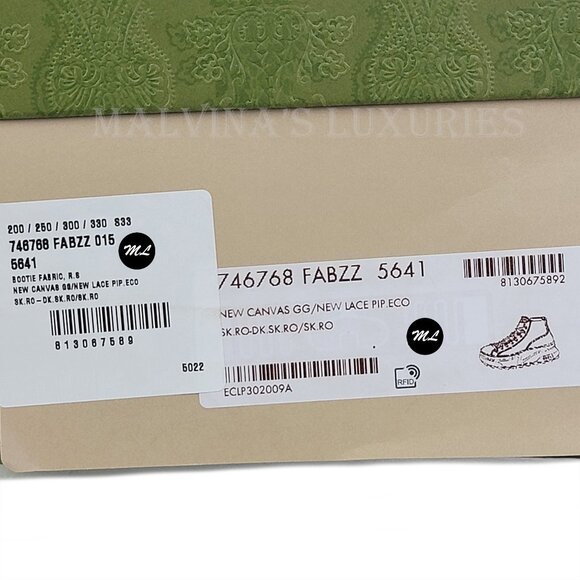 MALVINA'S LUXURIES
200 / 250 / 300 / 330 S33
746768 FABZZ 015
5641
ML
BOOTIE FABRIC, R.S
NEW CANVAS GG/NEW LACE PIP.ECO
SK.RO-DK.SK.RO/SK.RO
813067589
5022
746768 FABZZ 5641
8130675892
NEW CANVAS GG/NEW LACE PIP.ECO
SK.RO-DK.SK.RO/SK.RO
ML
ECLP302009A
RFID